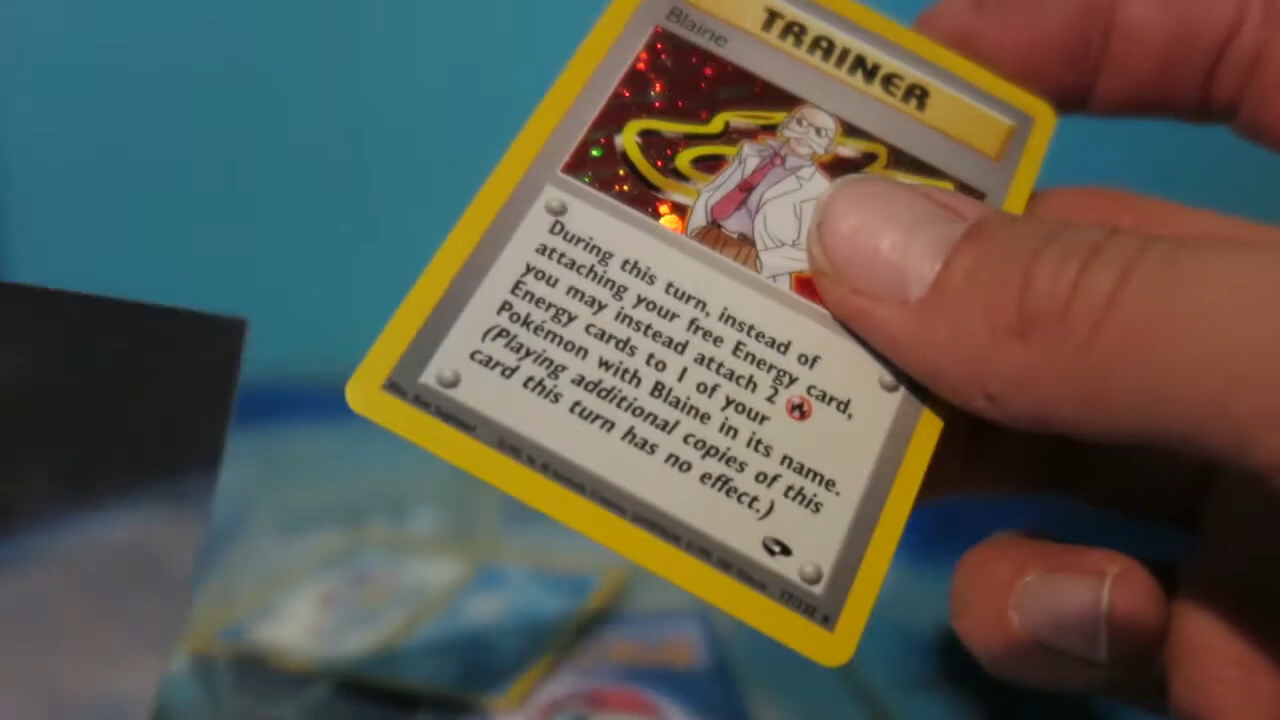 Blaine
TRAINER
During this turn, instead of
attaching your free Energy card,
you may instead attach 2
Energy cards to 1 of your
Pokémon with Blaine in its name.
(Playing additional copies of this
card this turn has no effect.)
17/132